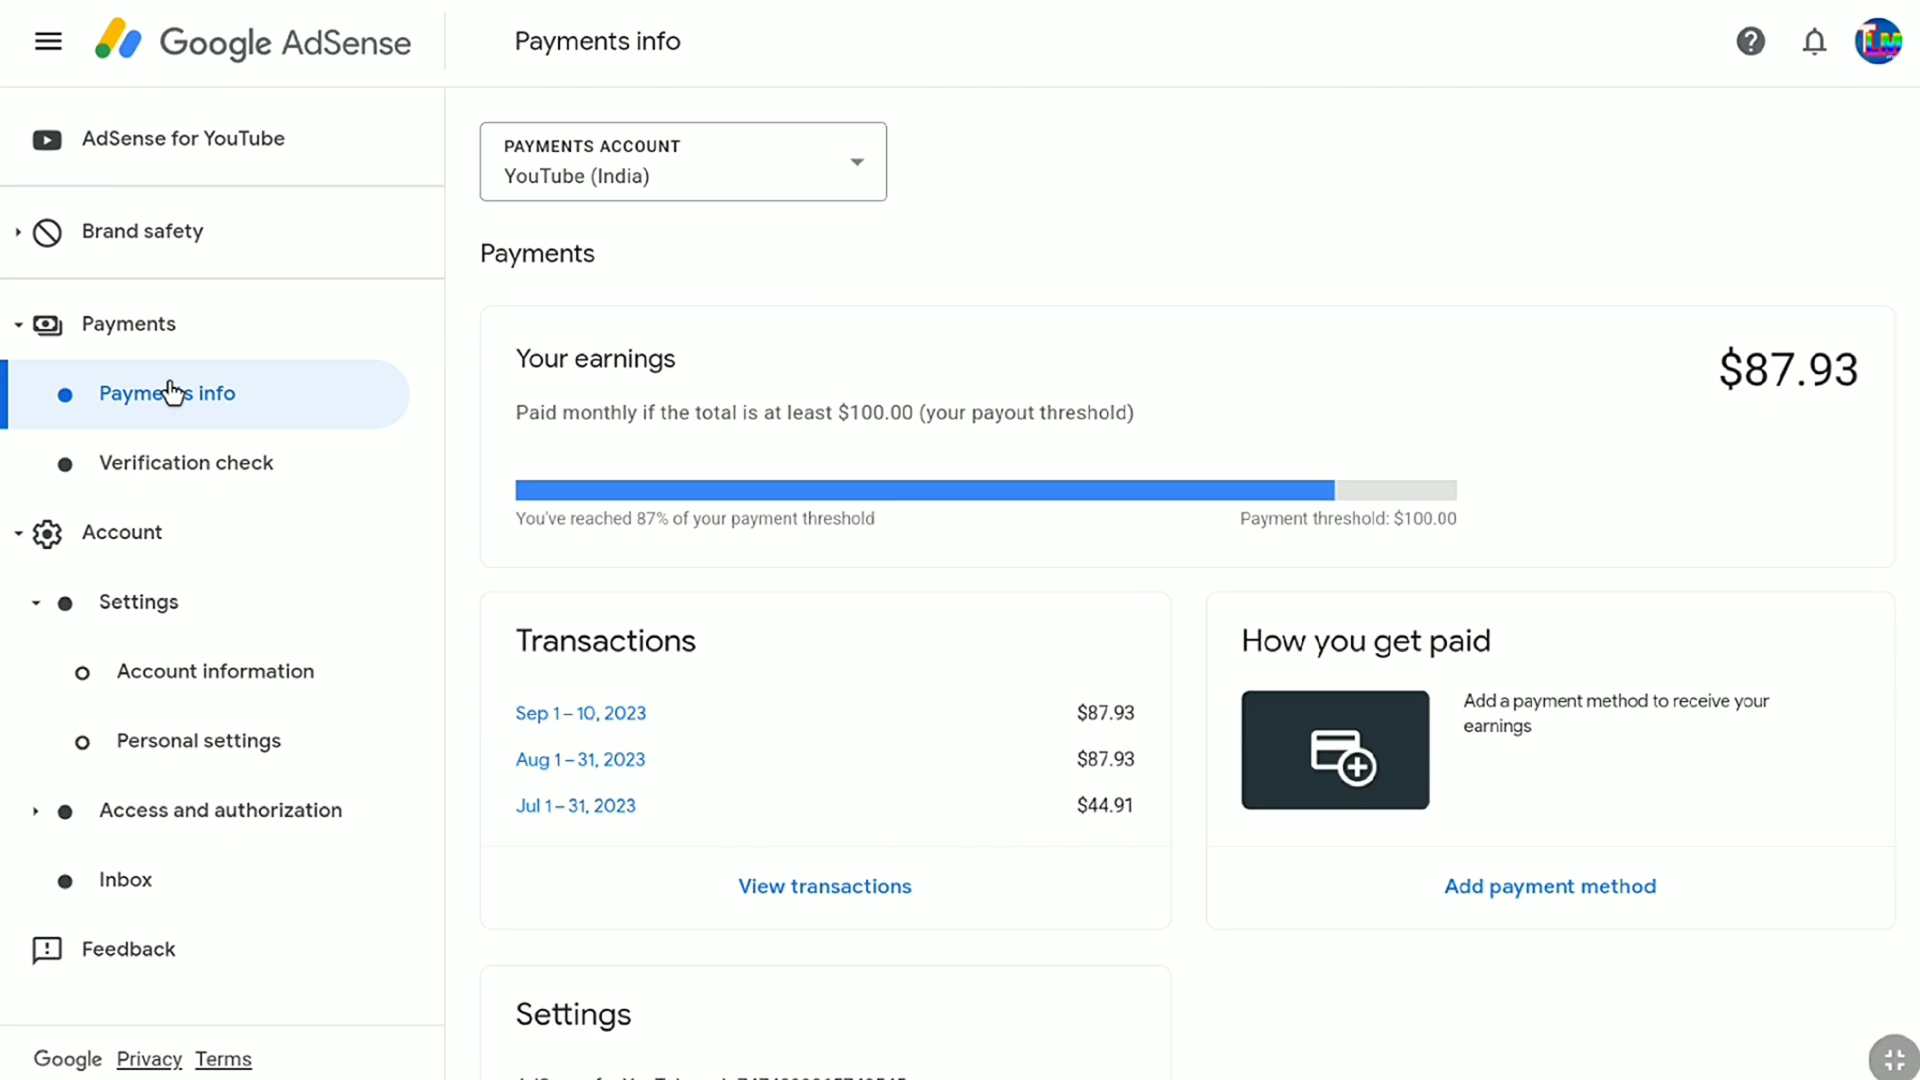 Google AdSense
Payments info
AdSense for YouTube
Brand safety
Payments
Payments info
Verification check
Account
Settings
Account information
Personal settings
Access and authorization
Inbox
Feedback
Google Privacy Terms
PAYMENTS ACCOUNT
YouTube (India)
Payments
Your earnings
$87.93
Paid monthly if the total is at least $100.00 (your payout threshold)
You've reached 87% of your payment threshold
Payment threshold: $100.00
Transactions
Sep 1 – 10, 2023 $87.93
Aug 1 – 31, 2023 $87.93
Jul 1 – 31, 2023 $44.91
View transactions
How you get paid
Add a payment method to receive your
earnings
Add payment method
Settings